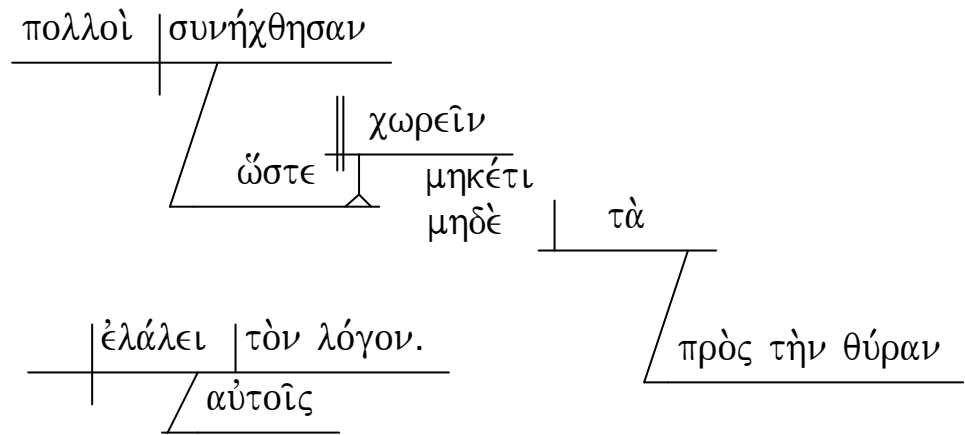 πολλοὶ συνήχθησαν
χωρεῖν
ὥστε μηκέτι
μηδὲ τὰ
ἐλάλει τὸν λόγον. πρὸς τὴν θύραν
αὐτοῖς